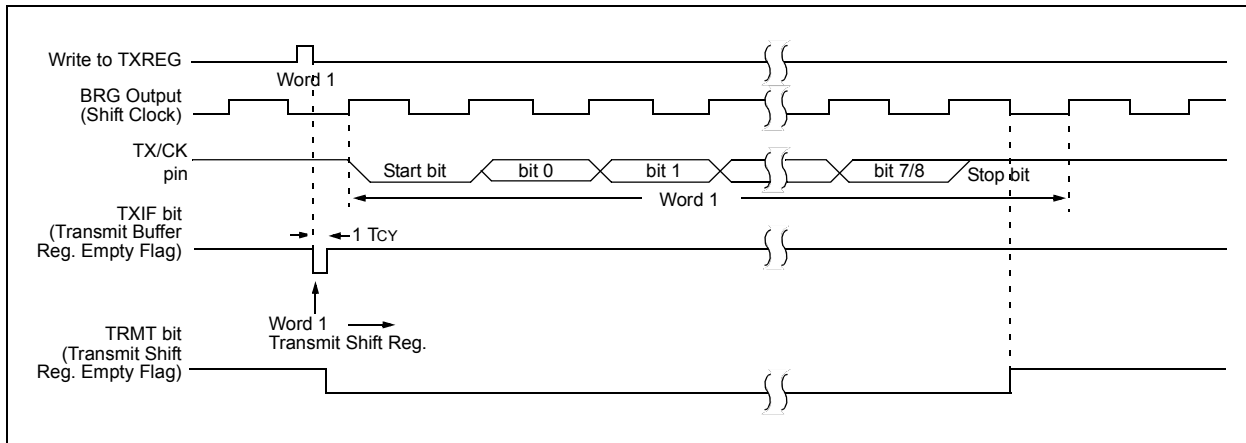 Write to TXREG
Word 1
BRG Output
(Shift Clock)
TX/CK
pin
Start bit
bit 0
bit 1
bit 7/8
Stop bit
Word 1
TXIF bit
(Transmit Buffer
Reg. Empty Flag)
1 TCY
Word 1
Transmit Shift Reg.
TRMT bit
(Transmit Shift
Reg. Empty Flag)